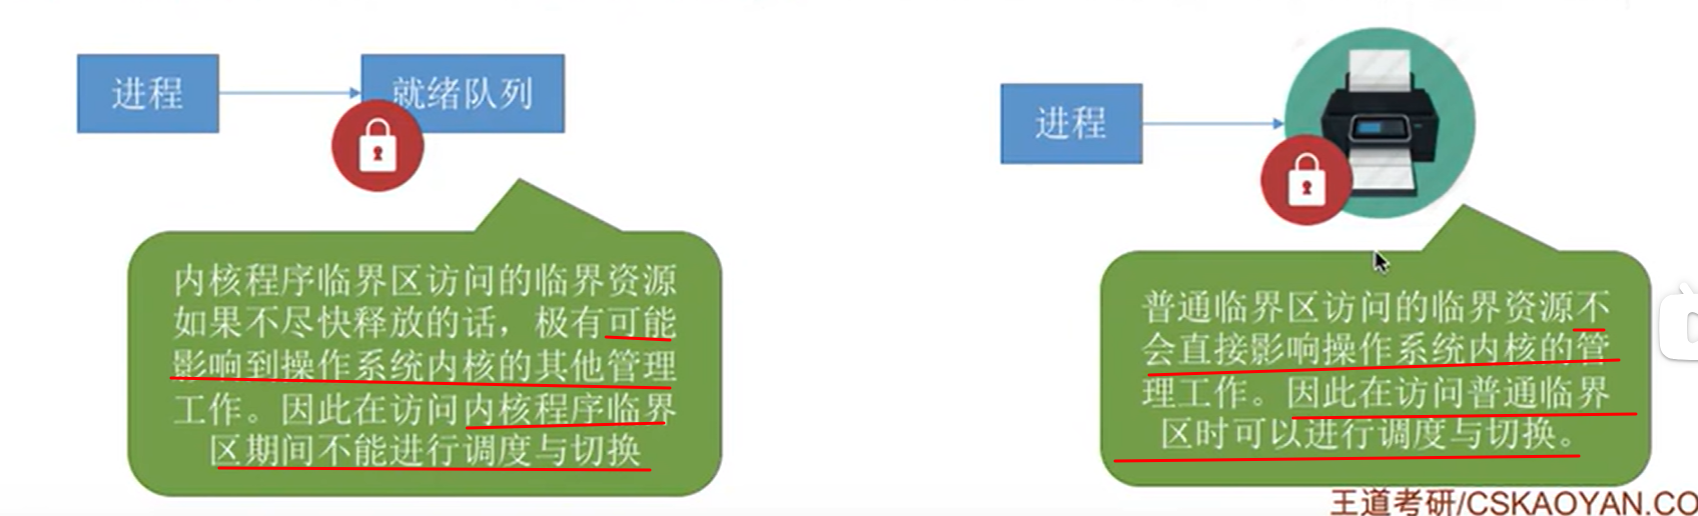 进程
就绪队列
内核程序临界区访问的临界资源
如果不尽快释放的话，极有可能
影响到操作系统内核的其他管理
工作。因此在访问内核程序临界
区期间不能进行调度与切换
进程
普通临界区访问的临界资源不
会直接影响操作系统内核的管
理工作。因此在访问普通临界
区时可以进行调度与切换。
王道考研/CSKAOYAN.CO